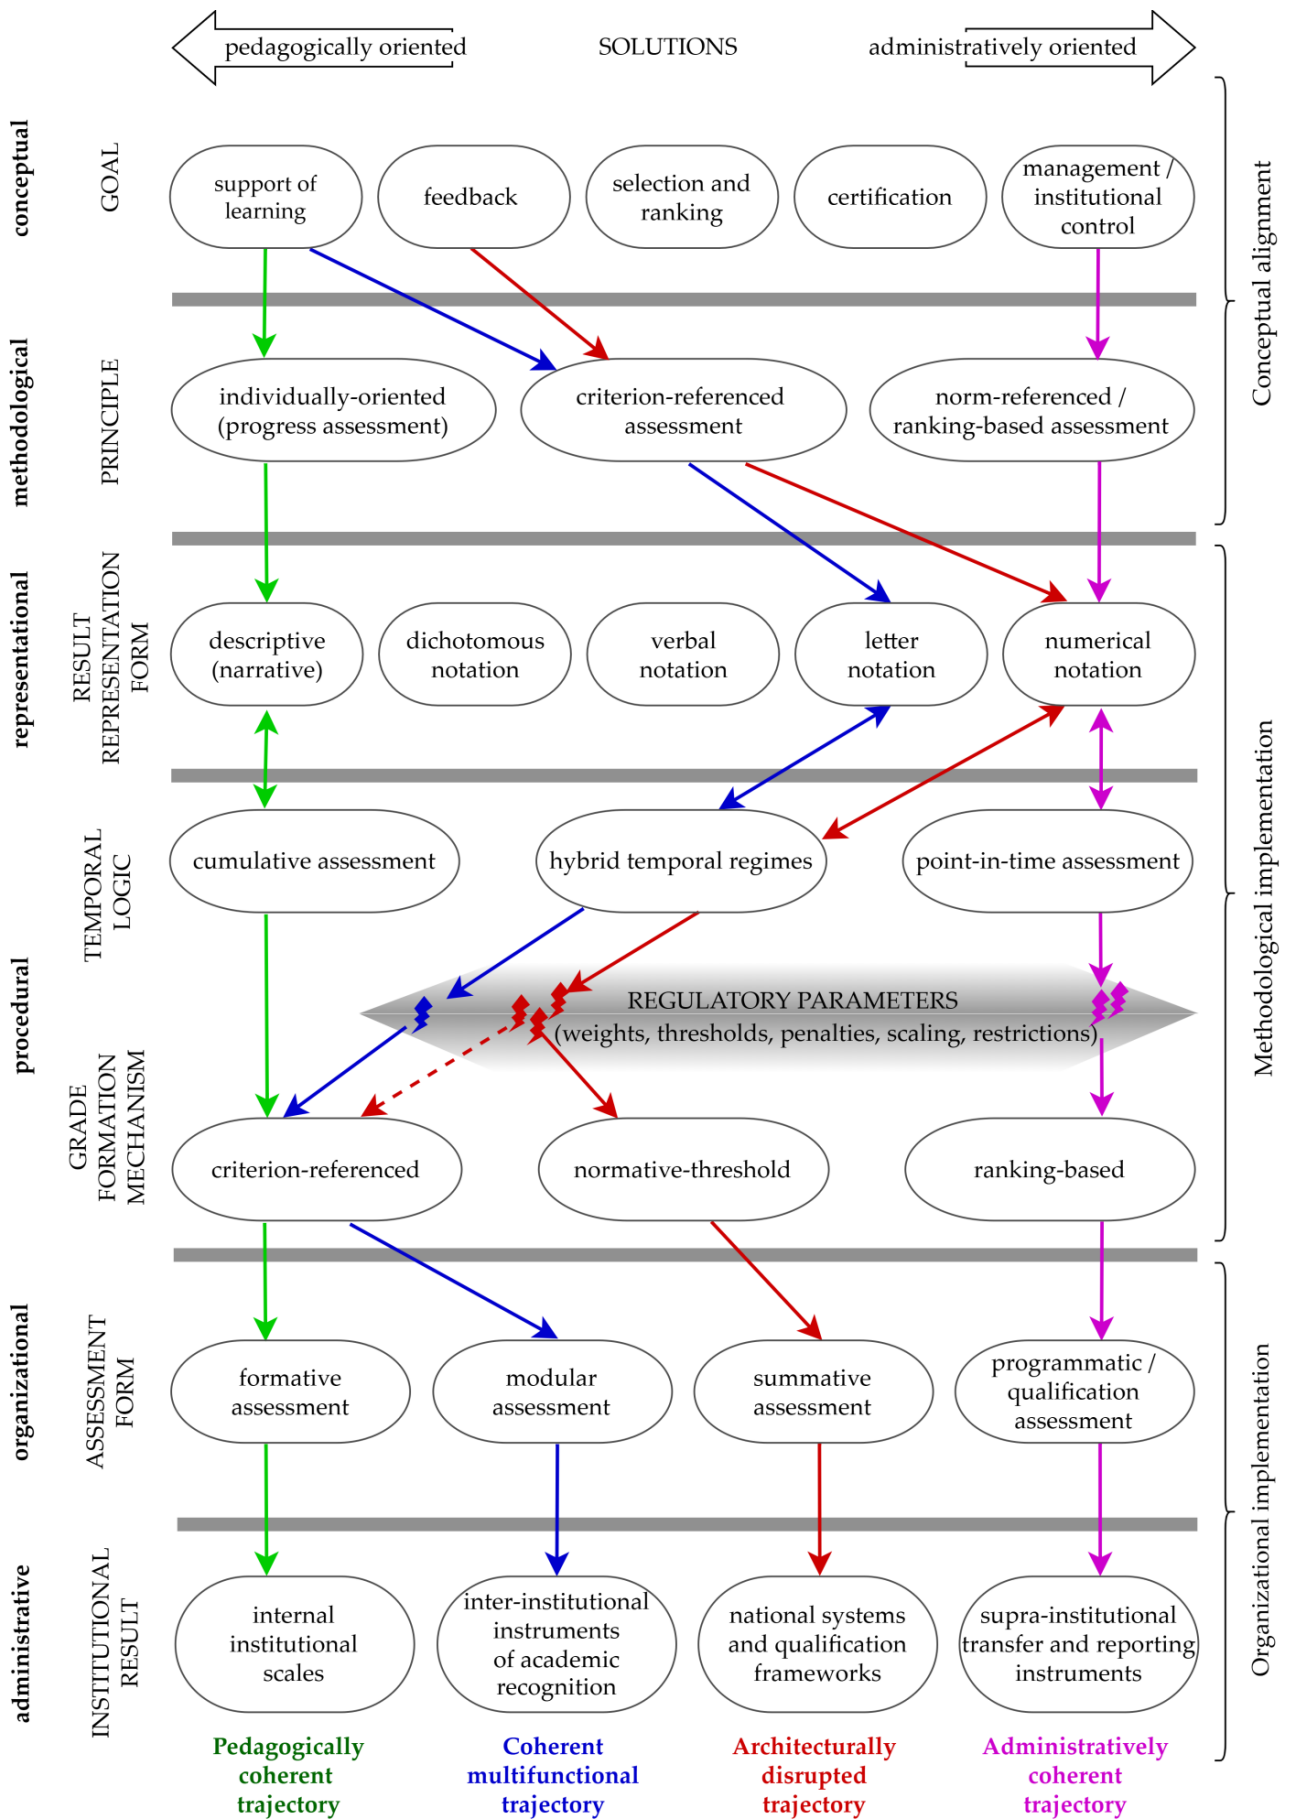 pedagogically oriented
SOLUTIONS
administratively oriented
conceptual
GOAL
support of
learning
feedback
selection and
ranking
certification
management /
institutional
control
Conceptual alignment
methodological
PRINCIPLE
individually-oriented
(progress assessment)
criterion-referenced
assessment
norm-referenced /
ranking-based assessment
representational
RESULT
REPRESENTATION
FORM
descriptive
(narrative)
dichotomous
notation
verbal
notation
letter
notation
numerical
notation
Methodological implementation
procedural
TEMPORAL
LOGIC
cumulative assessment
hybrid temporal regimes
point-in-time assessment
REGULATORY PARAMETERS
(weights, thresholds, penalties, scaling, restrictions)
GRADE
FORMATION
MECHANISM
criterion-referenced
normative-threshold
ranking-based
organizational
ASSESSMENT
FORM
formative
assessment
modular
assessment
summative
assessment
programmatic /
qualification
assessment
Organizational implementation
administrative
INSTITUTIONAL
RESULT
internal
institutional
scales
inter-institutional
instruments
of academic
recognition
national systems
and qualification
frameworks
supra-institutional
transfer and reporting
instruments
Pedagogically
coherent
trajectory
Coherent
multifunctional
trajectory
Architecturally
disrupted
trajectory
Administratively
coherent
trajectory